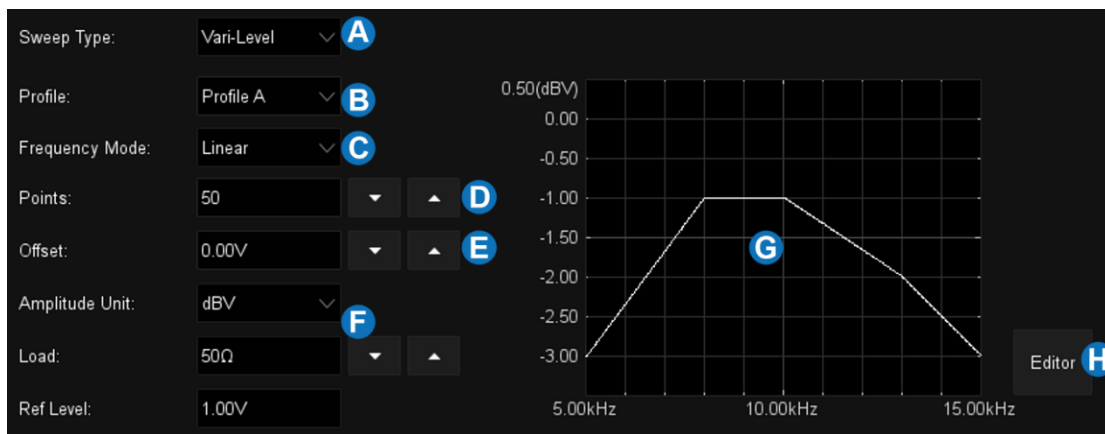 Sweep Type: Vari-Level A
Profile: Profile A B
Frequency Mode: Linear C
Points: 50 D
Offset: 0.00V E
Amplitude Unit: dBV
F
Load: 50Ω
Ref Level: 1.00V
0.50(dBV)
0.00
-0.50
-1.00
-1.50
G
-2.00
-2.50
-3.00
5.00kHz 10.00kHz 15.00kHz
Editor H